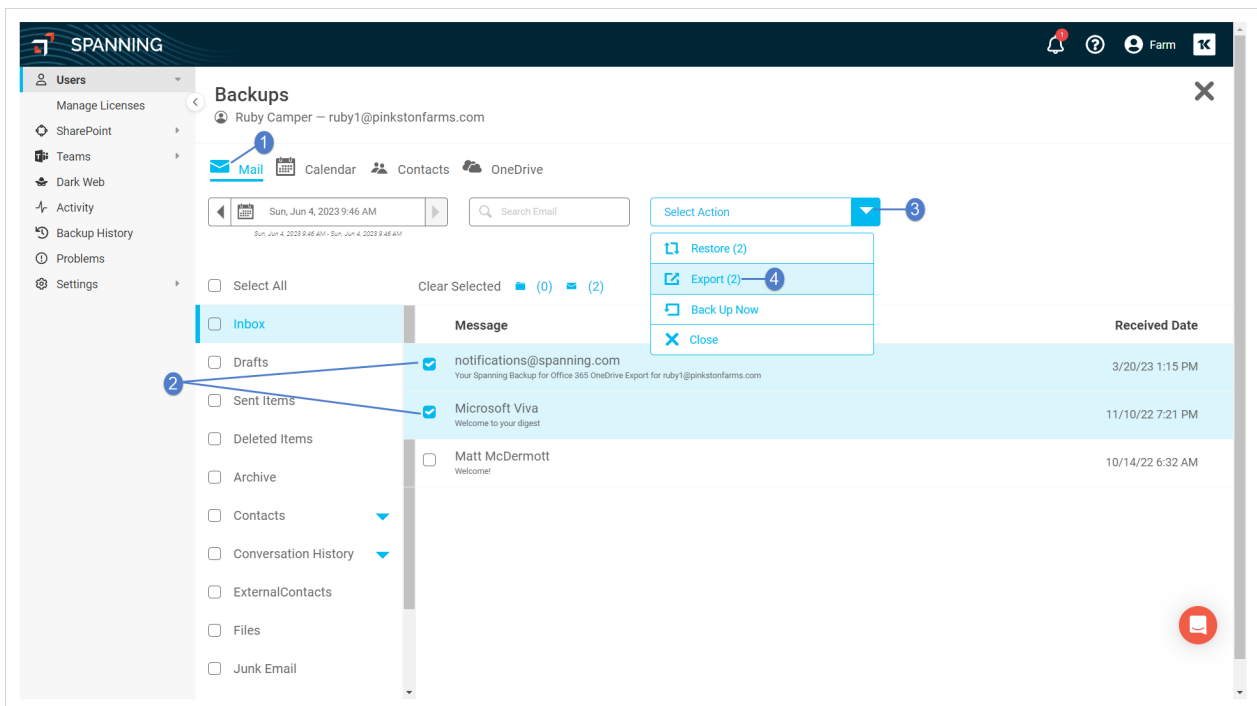 SPANNING
1
Farm
Users
Manage Licenses
SharePoint
Teams
Dark Web
Activity
Backup History
Problems
Settings
Backups
Ruby Camper — ruby1@pinkstonfarms.com
1
Mail
Calendar
Contacts
OneDrive
Sun, Jun 4, 2023 9:46 AM
Sun, Jun 4, 2023 9:46 AM - Sun, Jun 4, 2023 9:46 AM
Search Email
Select Action
3
Restore (2)
Export (2)
4
Back Up Now
Close
Select All
Clear Selected (0) (2)
Inbox
Drafts
Sent Items
Deleted Items
Archive
Contacts
Conversation History
ExternalContacts
Files
Junk Email
2
Message
Received Date
notifications@spanning.com
Your Spanning Backup for Office 365 OneDrive Export for ruby1@pinkstonfarms.com
3/20/23 1:15 PM
Microsoft Viva
Welcome to your digest
11/10/22 7:21 PM
Matt McDermott
Welcome!
10/14/22 6:32 AM